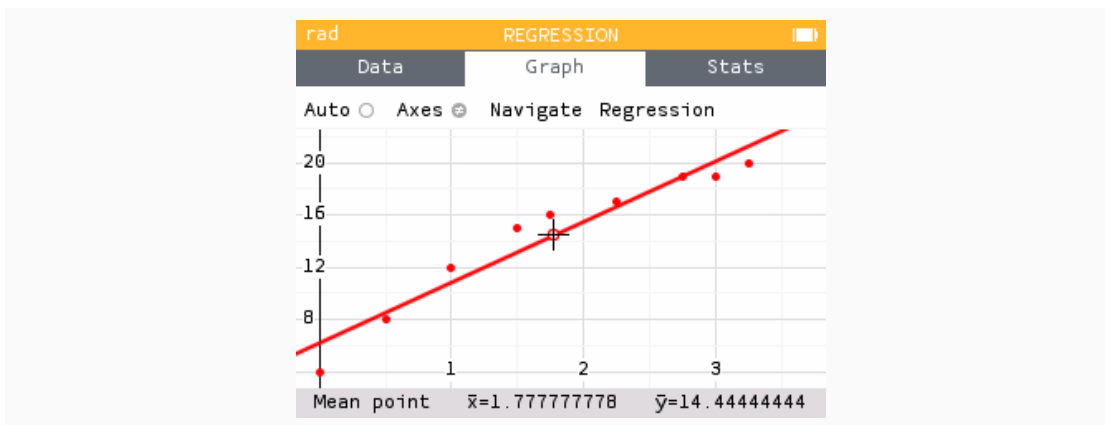 rad REGRESSION
Data Graph Stats
Auto Axes Navigate Regression
20
16
12
8
1 2 3
Mean point x̄=1.777777778 ȳ=14.44444444